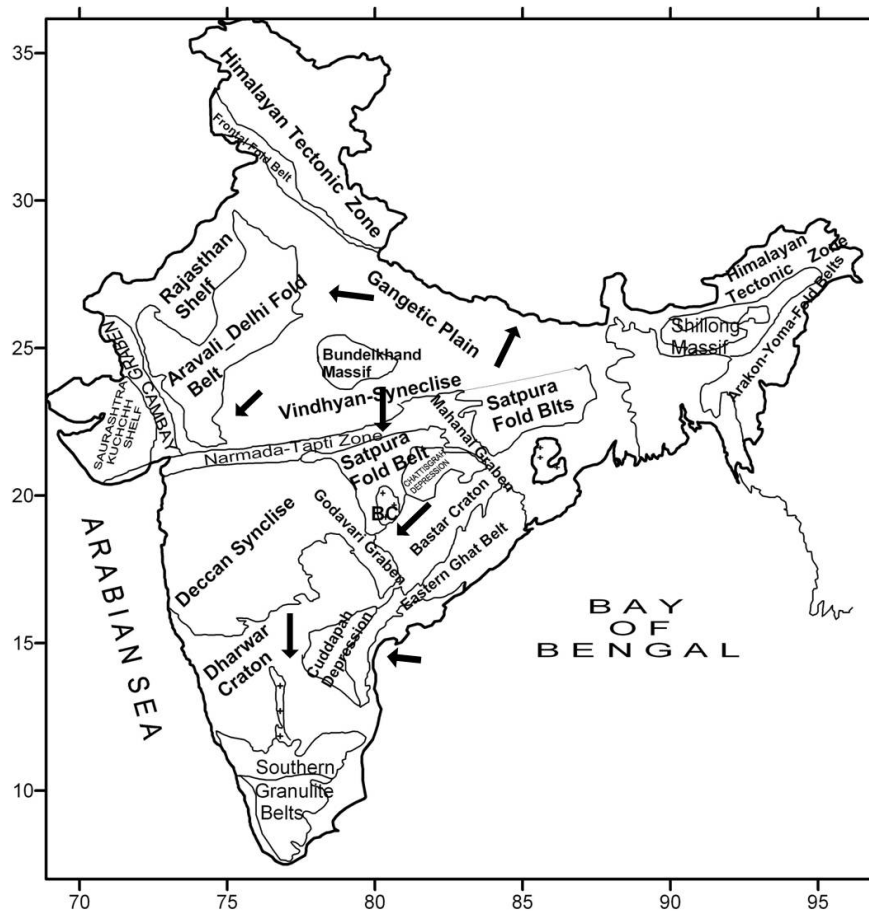 35
30
25
20
15
10
70
75
80
85
90
95
Himalayan Tectonic Zone
Frontal Fold Belt
Rajasthan
Shelf
Aravali_Delhi Fold
Belt
Gangetic Plain
Himalayan
Tectonic Zone
Arakon-Yoma-Fold Belts
Shillong
Massif
Bundelkhand
Massif
GRABEN
CAMBAY
SAURASHTRA
KUCHCHH
SHELF
Vindhyan-Syneclise
Satpura
Fold Blts
Mahanai Graben
Narmada-Tapti Zone
Satpura
Fold Belt
CHATTISGRAH
DEPRESSION
BC
Bastar Craton
Godavari Graben
Eastern Ghat Belt
Deccan Synclise
Dharwar
Craton
Cuddapah
Depression
Southern
Granulite
Belts
ARABIAN SEA
BAY
OF
BENGAL